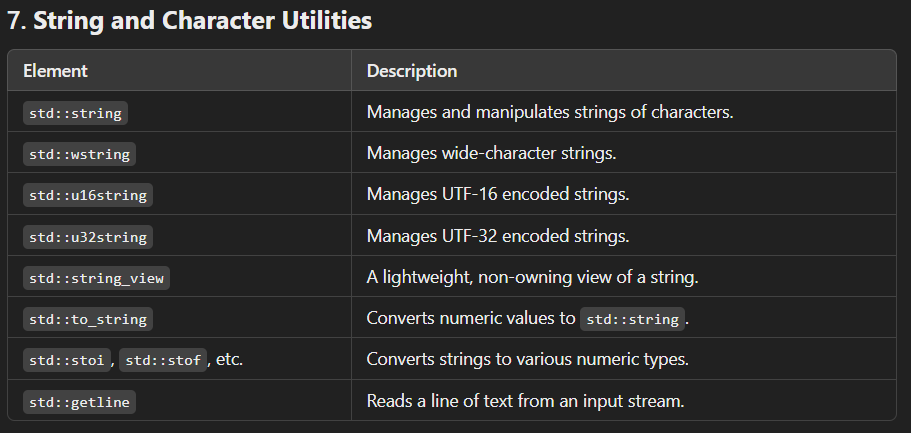 7. String and Character Utilities
Element Description
std::string Manages and manipulates strings of characters.
std::wstring Manages wide-character strings.
std::u16string Manages UTF-16 encoded strings.
std::u32string Manages UTF-32 encoded strings.
std::string_view A lightweight, non-owning view of a string.
std::to_string Converts numeric values to std::string.
std::stoi, std::stof, etc. Converts strings to various numeric types.
std::getline Reads a line of text from an input stream.